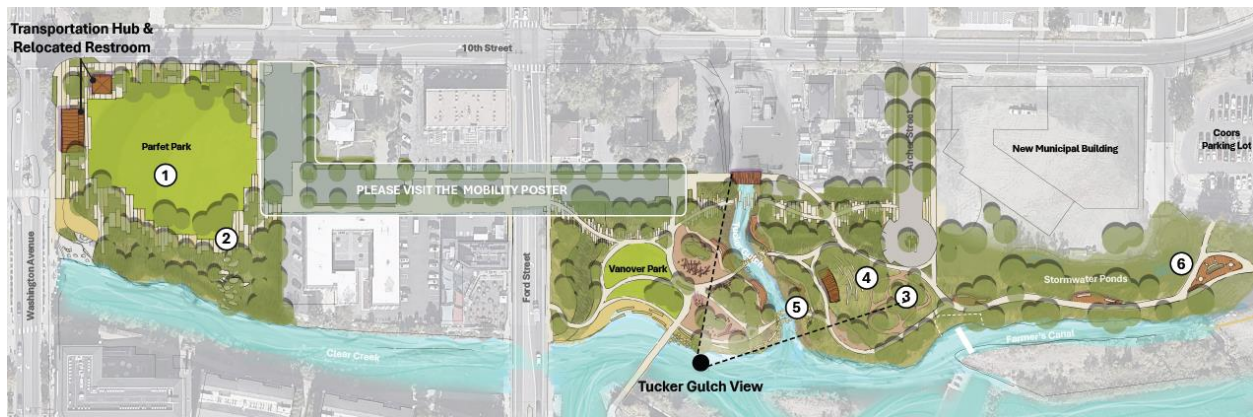 Transportation Hub &
Relocated Restroom
10th Street
Parfet Park
1
2
PLEASE VISIT THE MOBILITY POSTER
Washington Avenue
Ford Street
Clear Creek
Vanover Park
Archer Street
New Municipal Building
Coors
Parking Lot
4
3
5
6
Stormwater Ponds
Farmer's Canal
Tucker Gulch View